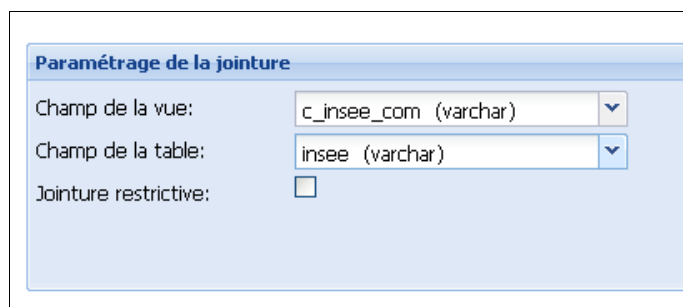 Paramétrage de la jointure
Champ de la vue: c_insee_com (varchar)
Champ de la table: insee (varchar)
Jointure restrictive: